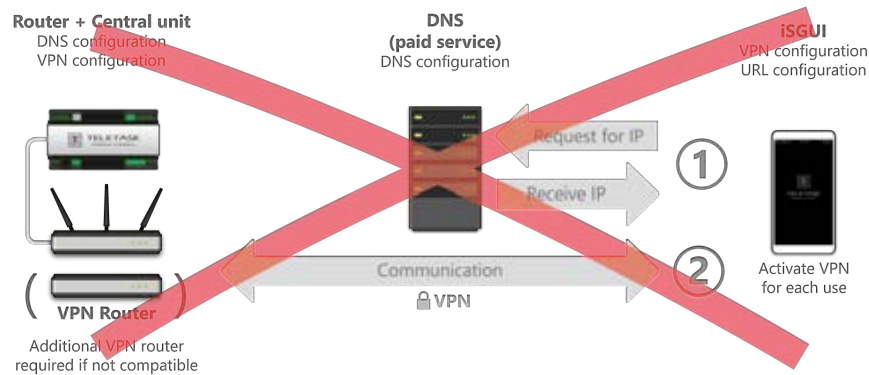 Router + Central unit
DNS configuration
VPN configuration
DNS
(paid service)
DNS configuration
iSGUI
VPN configuration
URL configuration
TELETASK
Request for IP
1
Receive IP
TELETASK
Communication
2
VPN
Activate VPN
for each use
( VPN Router )
Additional VPN router
required if not compatible